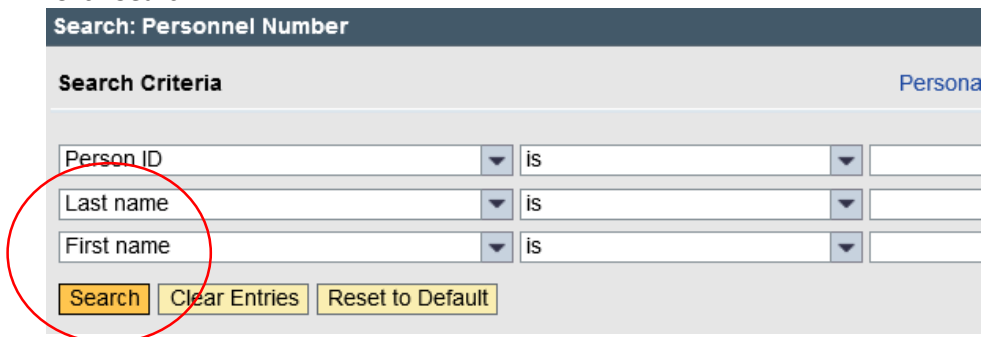 Search: Personnel Number
Search Criteria Persona
Person ID is
Last name is
First name is
Search Clear Entries Reset to Default